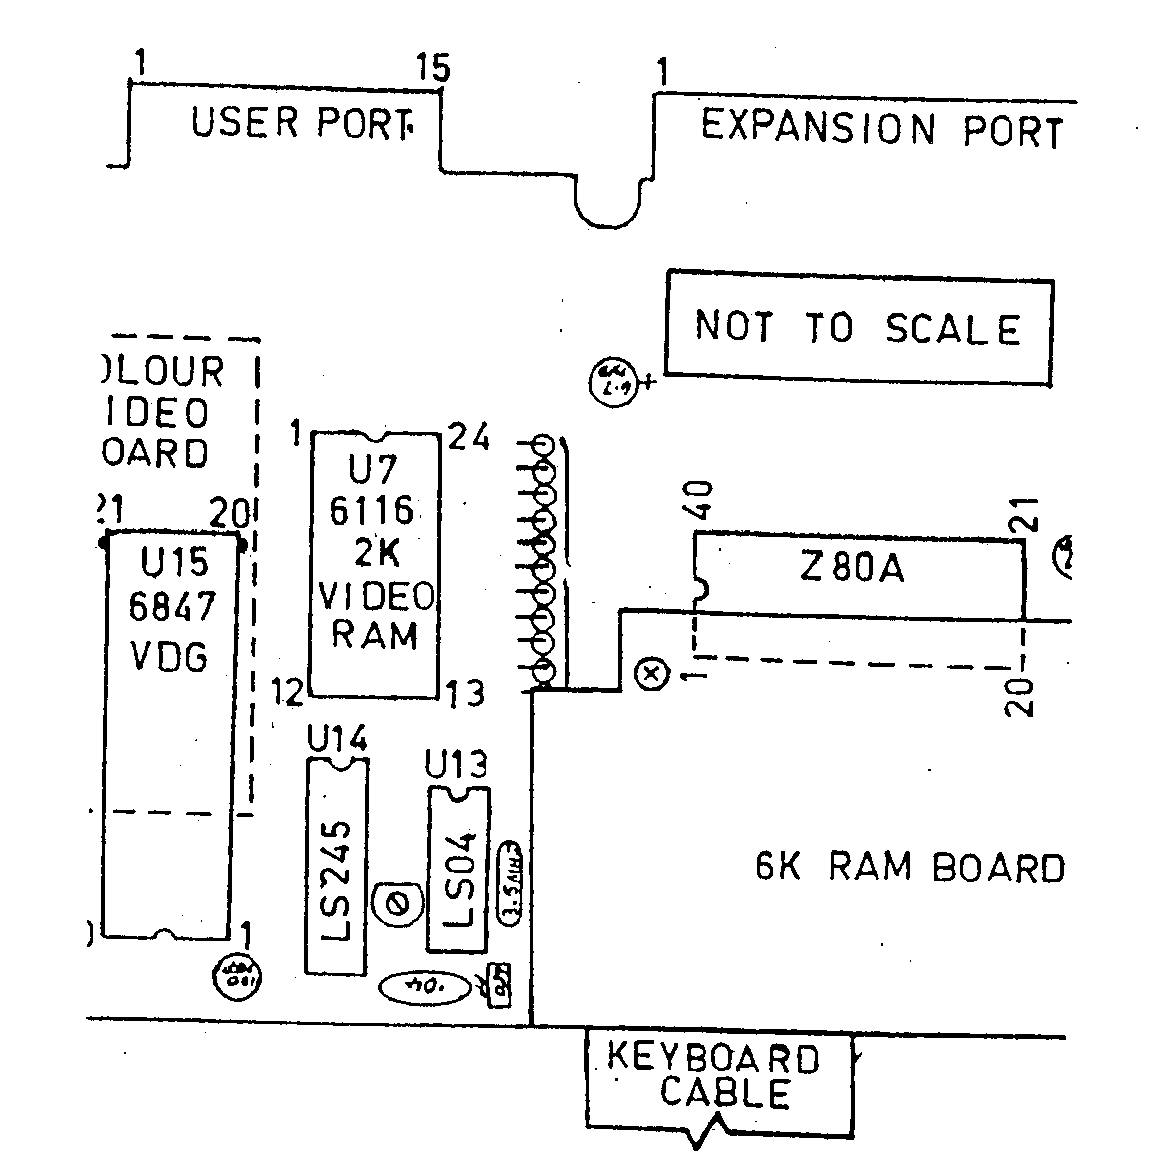 1 15 1
USER PORT
EXPANSION PORT
NOT TO SCALE
OLOUR
IDEO
OARD
21 20
U15
6847
VDG
1
1 24
U7
6116
2K
VIDEO
RAM
12 13
U14
LS245
U13
LS04
40 21
Z80A
1 20
6K RAM BOARD
.04
KEYBOARD
CABLE